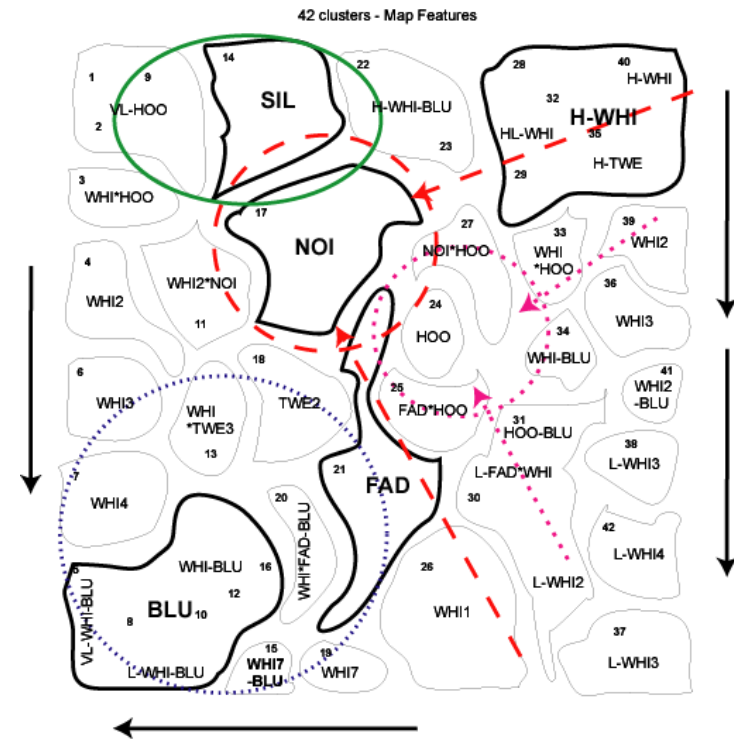 42 clusters - Map Features
1
9
VL-HOO
2
14
SIL
22
H-WHI-BLU
23
28
40
H-WHI
32
H-WHI
HL-WHI
35
H-TWE
29
3
WHI*HOO
17
NOI
27
NOI*HOO
33
WHI
*HOO
39
WHI2
4
WHI2
WHI2*NOI
11
24
HOO
36
WHI3
34
WHI-BLU
6
WHI3
WHI
*TWE3
13
18
TWE2
25
FAD*HOO
41
WHI2
-BLU
31
HOO-BLU
38
L-WHI3
7
WHI4
21
FAD
L-FAD*WHI
30
20
WHI*FAD-BLU
42
L-WHI4
5
VL-WHI-BLU
WHI-BLU
16
12
8
BLU
10
L-WHI-BLU
26
WHI1
L-WHI2
15
WHI7
-BLU
19
WHI7
37
L-WHI3